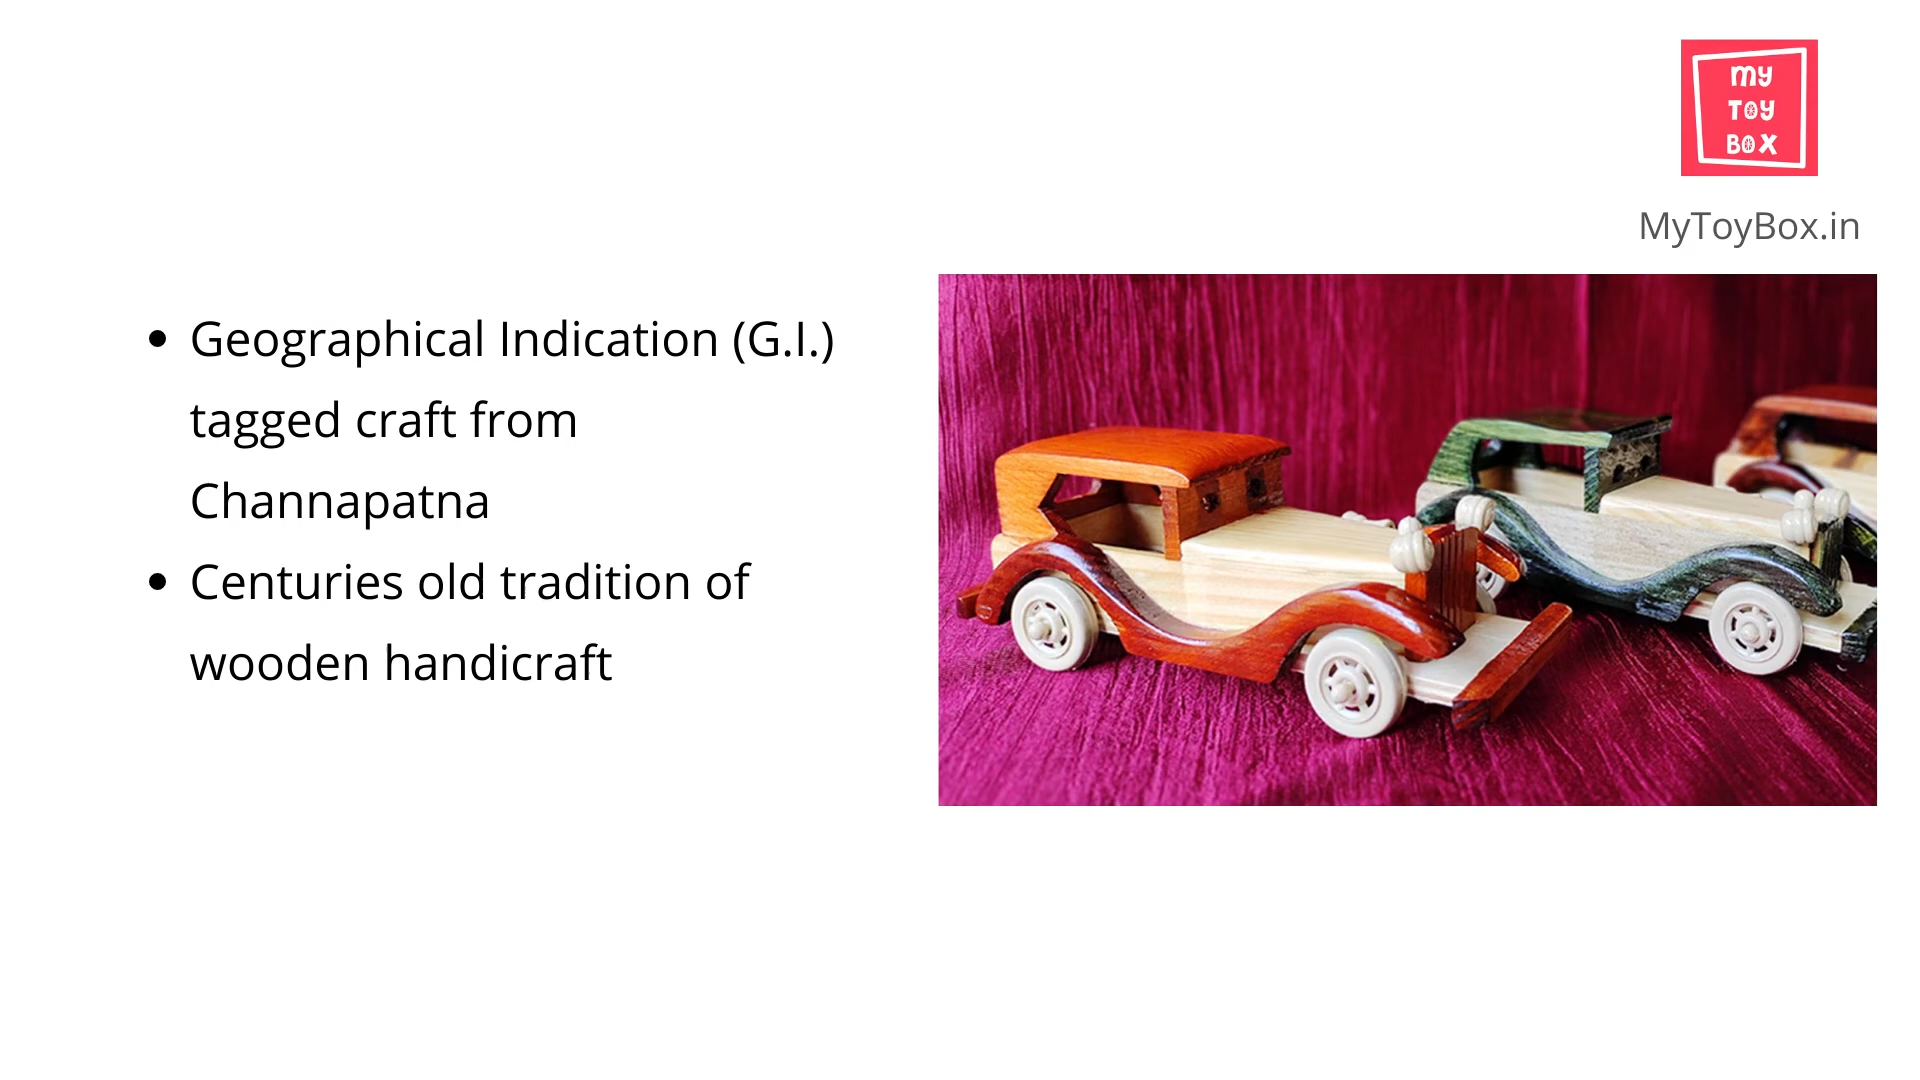 my
Toy
Box
MyToyBox.in
• Geographical Indication (G.I.)
tagged craft from
Channapatna
• Centuries old tradition of
wooden handicraft